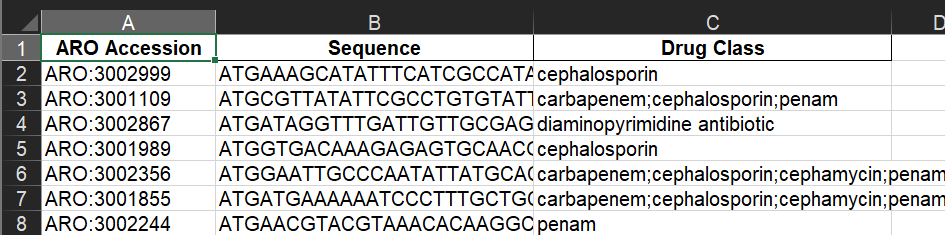 A B C D
1 ARO Accession Sequence Drug Class
2 ARO:3002999 ATGAAAGCATATTTCATCGCCATA cephalosporin
3 ARO:3001109 ATGCGTTATATTCGCCTGTGTATT carbapenem;cephalosporin;penam
4 ARO:3002867 ATGATAGGTTTGATTGTTGCGAG diaminopyrimidine antibiotic
5 ARO:3001989 ATGGTGACAAAGAGAGTGCAACG cephalosporin
6 ARO:3002356 ATGGAATTGCCCAATATTATGCAC carbapenem;cephalosporin;cephamycin;penam
7 ARO:3001855 ATGATGAAAAAATCCCTTTGCTGC carbapenem;cephalosporin;cephamycin;penam
8 ARO:3002244 ATGAACGTACGTAAACACAAGGC penam